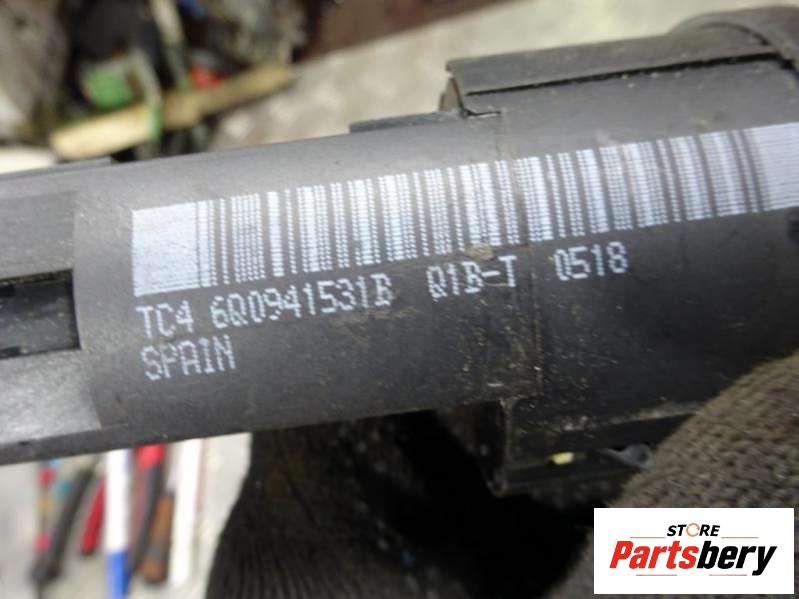 TC4 6Q0941531B Q1B-T 0518
SPAIN
STORE
Partsbery